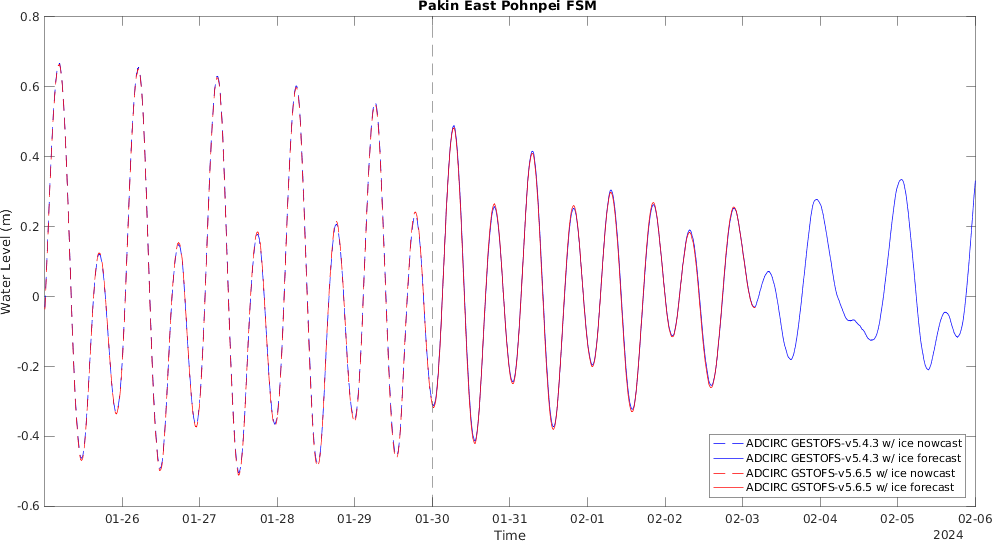 Pakin East Pohnpei FSM
Water Level (m)
0.8
0.6
0.4
0.2
0
-0.2
-0.4
-0.6
ADCIRC GESTOFS-v5.4.3 w/ ice nowcast
ADCIRC GESTOFS-v5.4.3 w/ ice forecast
ADCIRC GSTOFS-v5.6.5 w/ ice nowcast
ADCIRC GSTOFS-v5.6.5 w/ ice forecast
01-26 01-27 01-28 01-29 01-30 01-31 02-01 02-02 02-03 02-04 02-05 02-06
Time
2024